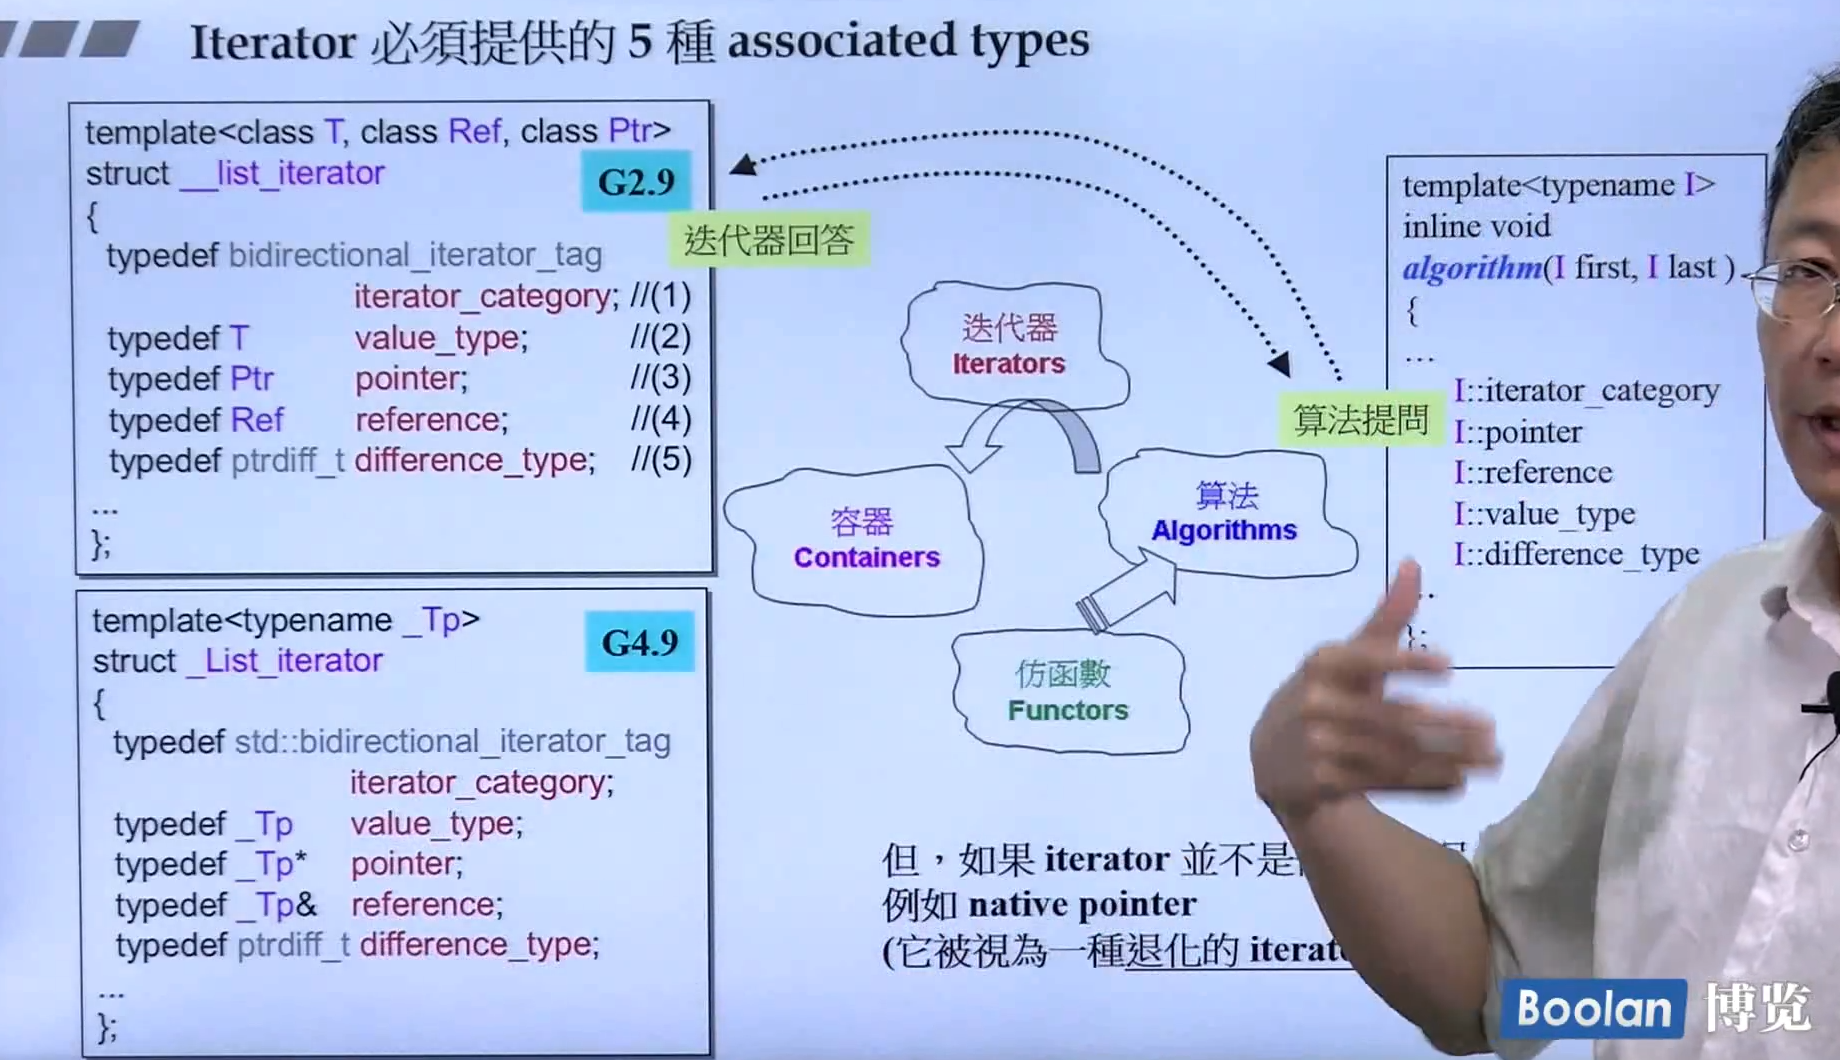 Iterator 必須提供的 5 種 associated types
template<class T, class Ref, class Ptr>
struct __list_iterator
G2.9
{
typedef bidirectional_iterator_tag
iterator_category; //(1)
typedef T value_type; //(2)
typedef Ptr pointer; //(3)
typedef Ref reference; //(4)
typedef ptrdiff_t difference_type; //(5)
...
};
template<typename _Tp>
struct _List_iterator
G4.9
{
typedef std::bidirectional_iterator_tag
iterator_category;
typedef _Tp value_type;
typedef _Tp* pointer;
typedef _Tp& reference;
typedef ptrdiff_t difference_type;
...
};
迭代器回答
迭代器
Iterators
容器
Containers
算法
Algorithms
仿函數
Functors
算法提問
template<typename I>
inline void
algorithm(I first, I last )
{
...
I::iterator_category
I::pointer
I::reference
I::value_type
I::difference_type
};
但，如果 iterator 並不是
例如 native pointer
(它被視為一種退化的
Boolan 博览